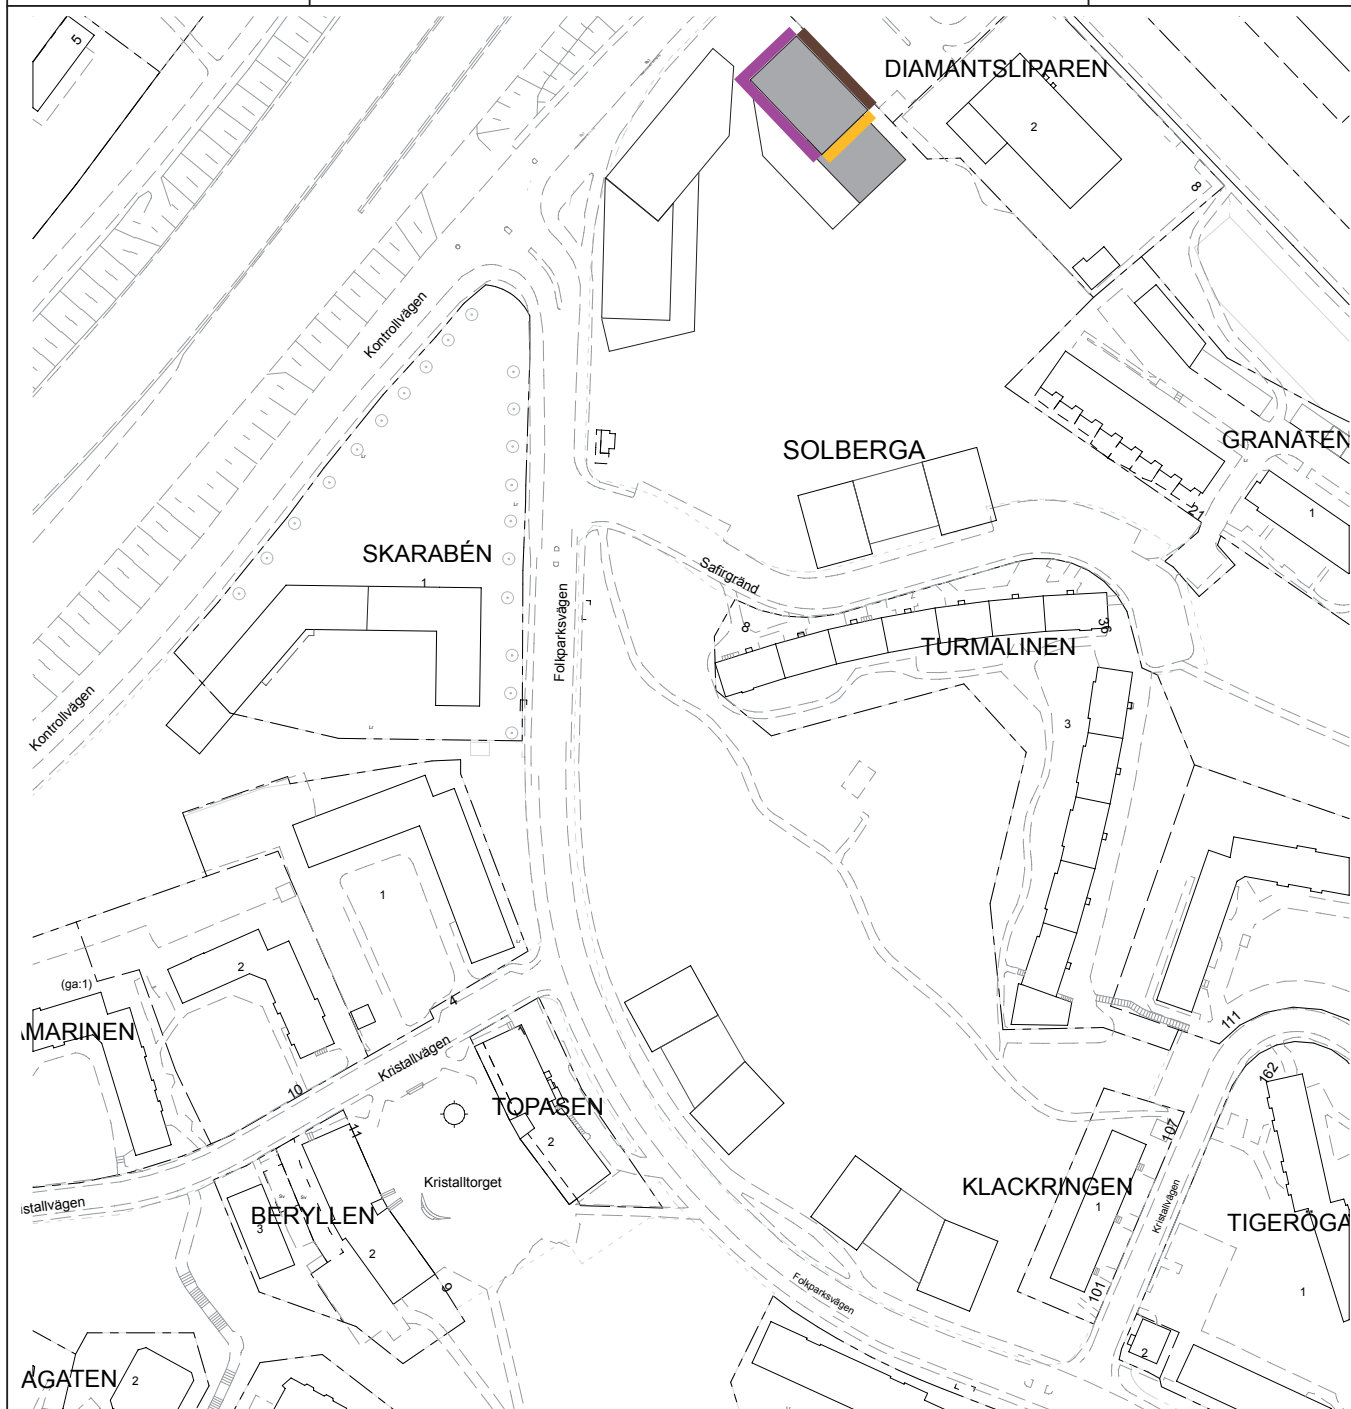 5
DIAMANTSLIPAREN
2
8
Kontrollvägen
GRANATEN
SOLBERGA
21
1
SKARABÉN
1
Safirgränd
Folkparksvägen
8
36
TURMALINEN
Kontrollvägen
3
1
2
(ga:1)
4
AMARINEN
111
Kristallvägen
162
10
TOPASEN
2
11
107
Kristalltorget
KLACKRINGEN
1
Kristallvägen
istallvägen
BERYLLEN
3
2
TIGERÖGA
9
Folkparksvägen
101
1
2
AGATEN
2